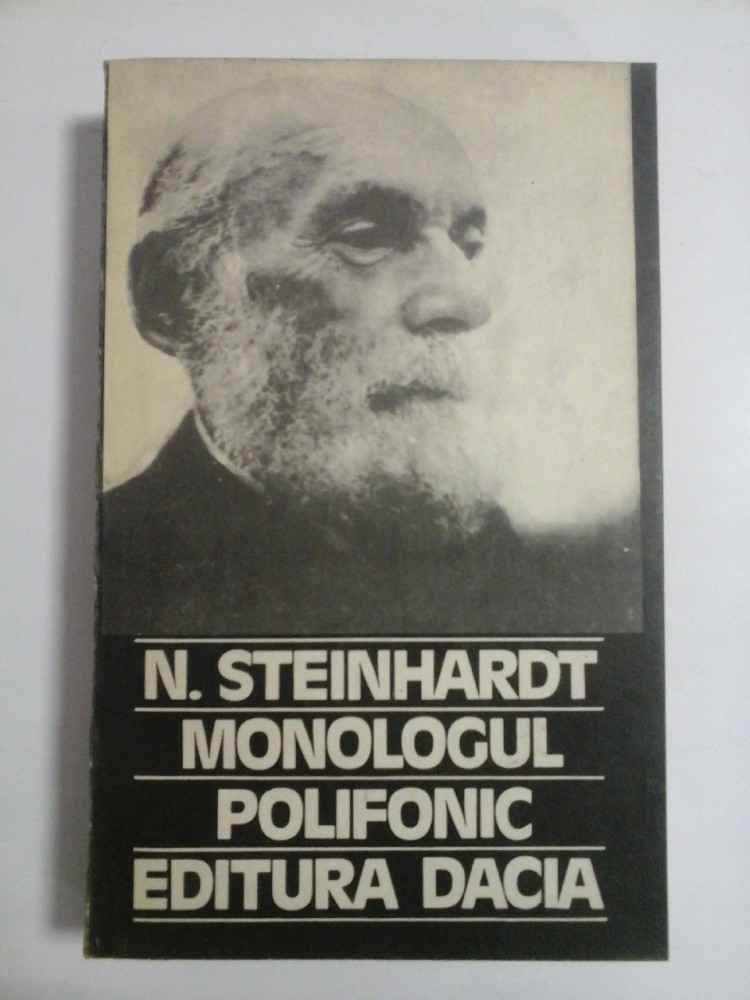 N. STEINHARDT
MONOLOGUL
POLIFONIC
EDITURA DACIA